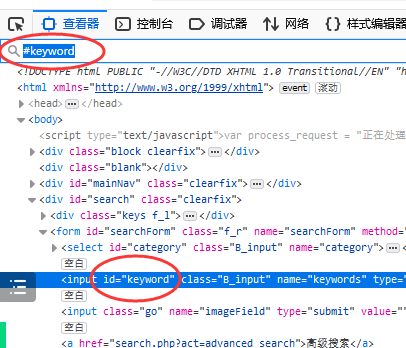 查看器 控制台 调试器 网络 样式编辑器
#keyword
<!DOCTYPE html PUBLIC "-//W3C//DTD XHTML 1.0 Transitional//EN" "h
<html xmlns="http://www.w3.org/1999/xhtml"> event 滚动
<head> ••• </head>
<body>
<script type="text/javascript">var process_request = "正在处理
<div class="block clearfix"> ••• </div>
<div class="blank"></div>
<div id="mainNav" class="clearfix"> ••• </div>
<div id="search" class="clearfix">
<div class="keys f_l"> ••• </div>
<form id="searchForm" class="f_r" name="searchForm" method="
<select id="category" class="B_input" name="category"> ••• </
空白
<input id="keyword" class="B_input" name="keywords" type="
空白
<input class="go" name="imageField" type="submit" value=""
空白
<a href="search.php?act=advanced_search">高级搜索</a>